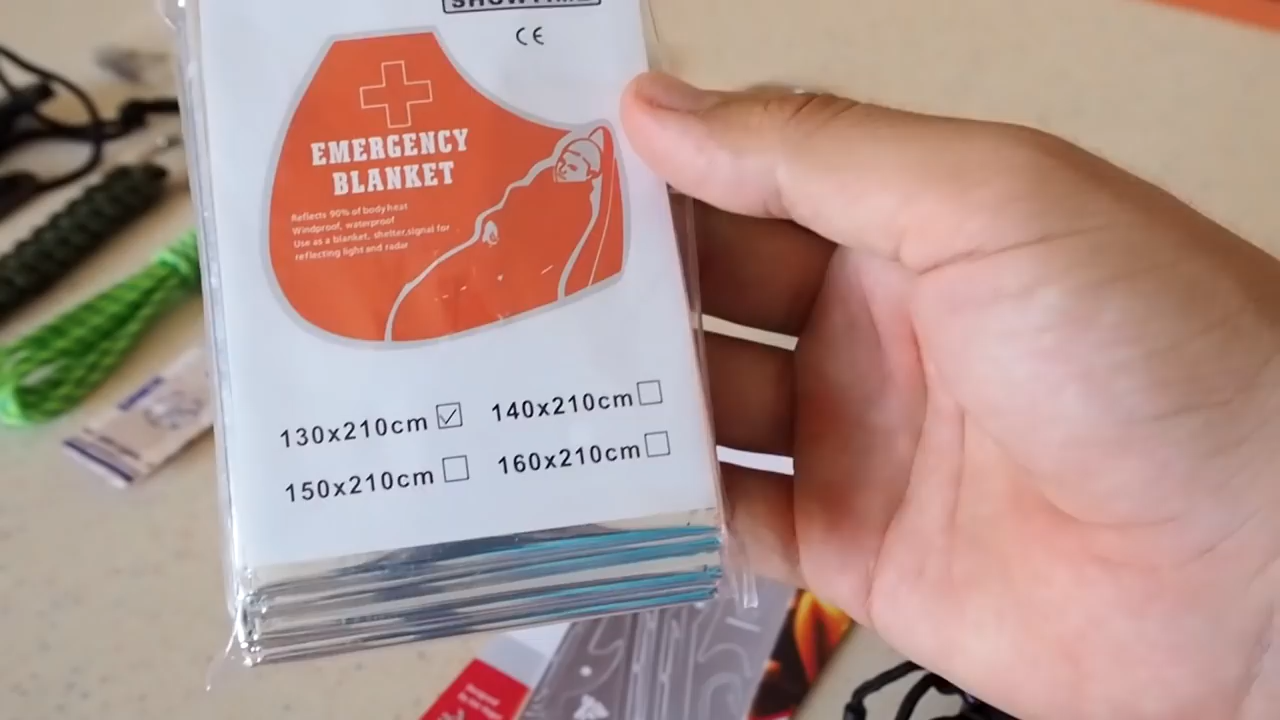 CE
EMERGENCY
BLANKET
Reflects 90% of body heat
Windproof, waterproof
Use as a blanket, shelter,signal for
reflecting light and radar
130x210cm ☑ 140x210cm ☐
150x210cm ☐ 160x210cm ☐